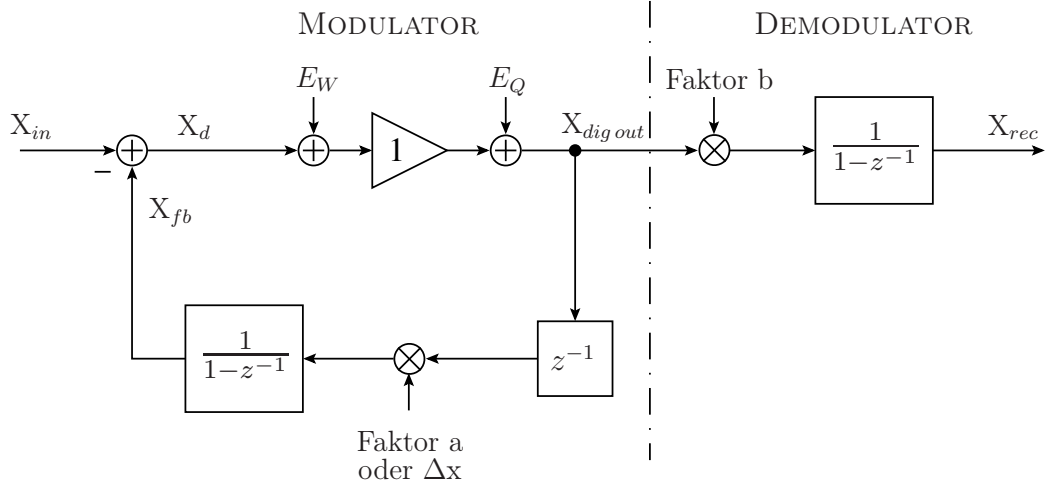 MODULATOR
DEMODULATOR
E_W
E_Q
Faktor b
X_in
X_d
1
X_dig out
1
1−z^−1
X_rec
−
X_fb
1
1−z^−1
z^−1
Faktor a
oder Δx